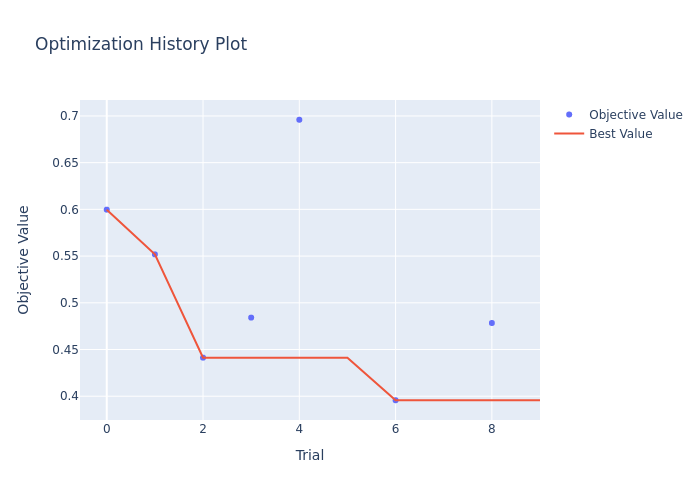 Optimization History Plot
Objective Value
Best Value
0.7
0.65
0.6
0.55
0.5
0.45
0.4
Objective Value
0
2
4
6
8
Trial